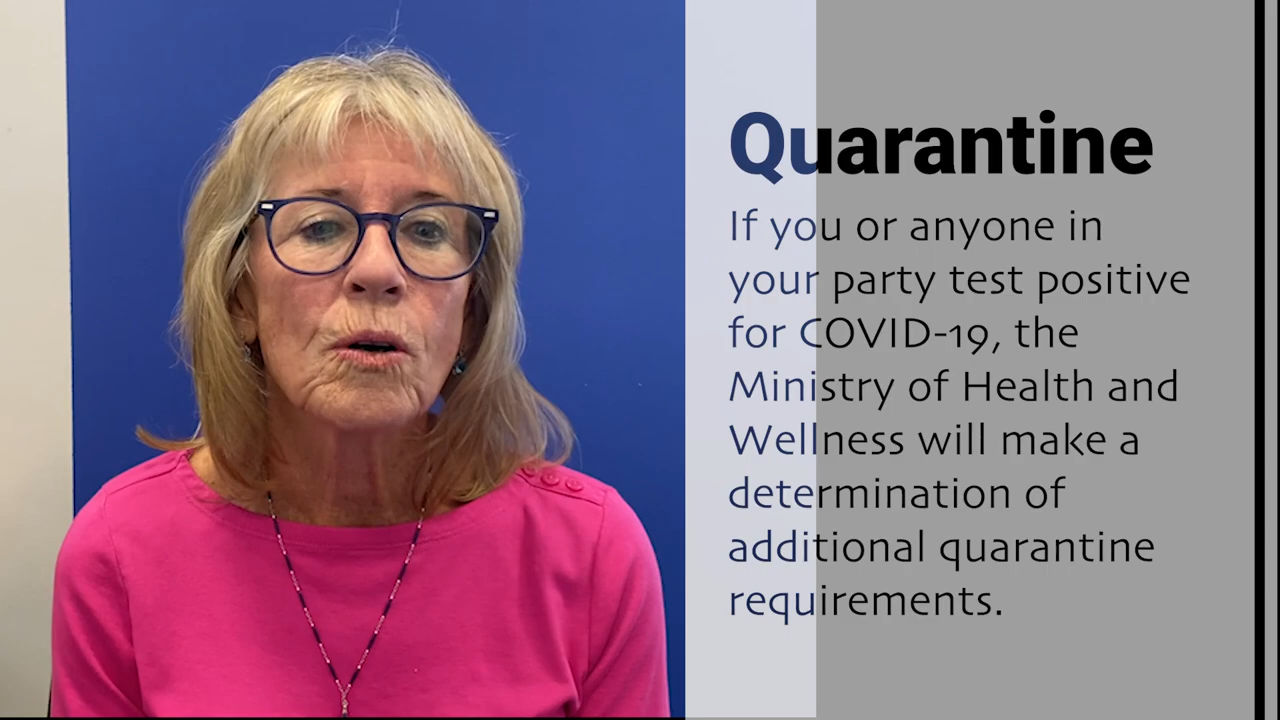 Quarantine
If you or anyone in
your party test positive
for COVID-19, the
Ministry of Health and
Wellness will make a
determination of
additional quarantine
requirements.